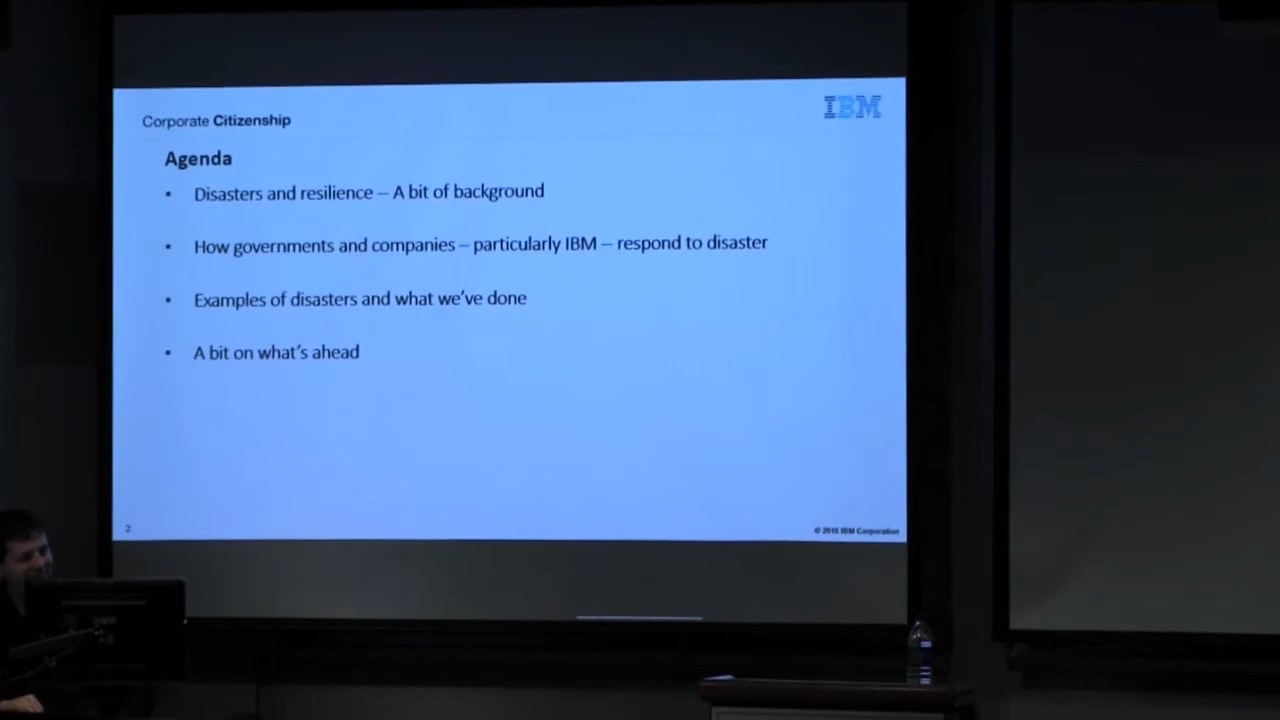 Corporate Citizenship
IBM
Agenda
• Disasters and resilience – A bit of background
• How governments and companies – particularly IBM – respond to disaster
• Examples of disasters and what we've done
• A bit on what's ahead
2
© 2016 IBM Corporation